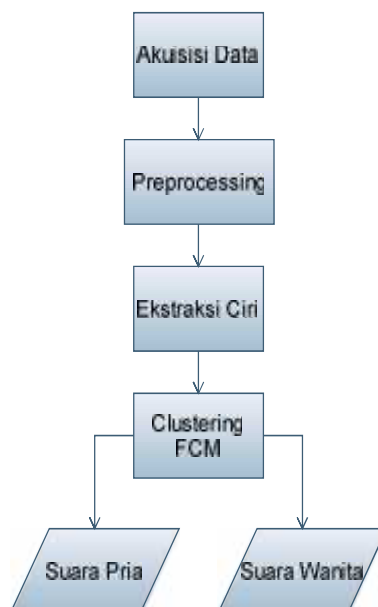 Akuisisi Data
Preprocessing
Ekstraksi Ciri
Clustering
FCM
Suara Pria
Suara Wanita